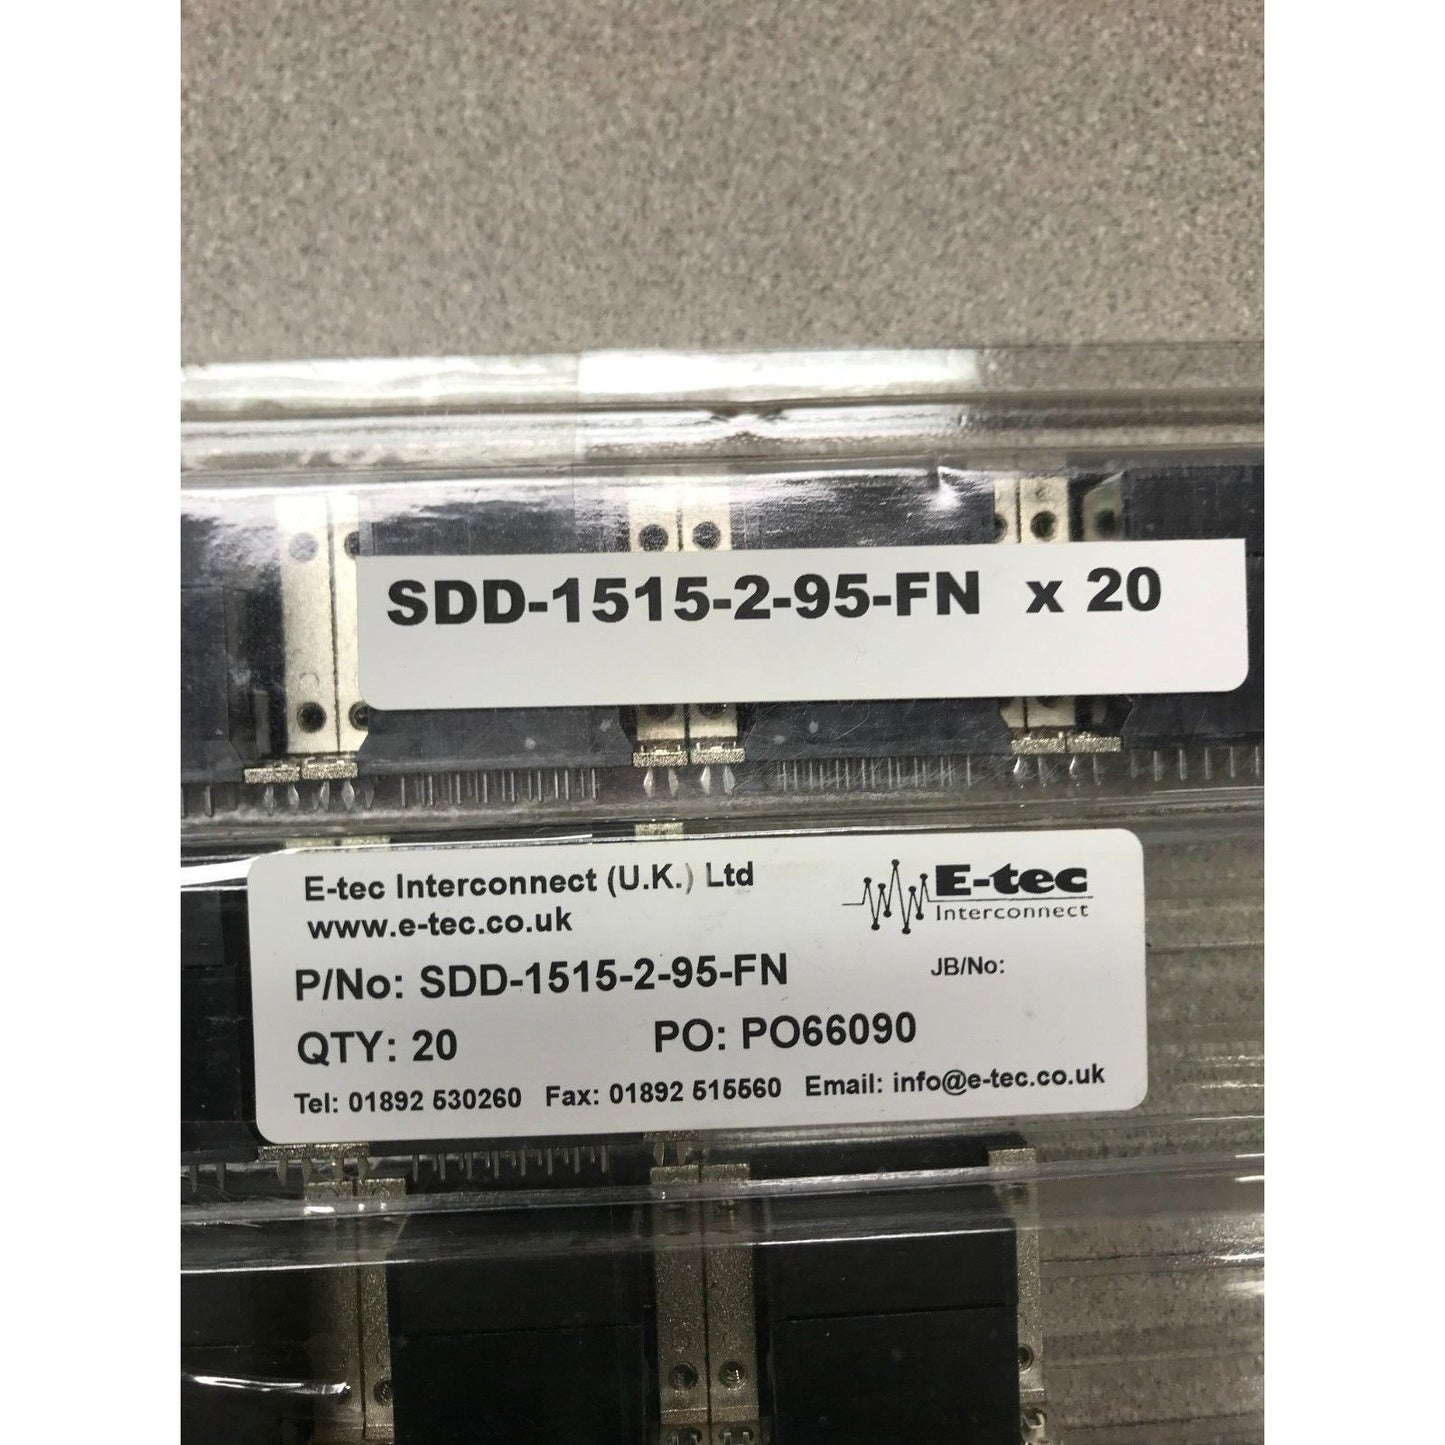 SDD-1515-2-95-FN x 20
E-tec Interconnect (U.K.) Ltd
www.e-tec.co.uk
E-tec
Interconnect
P/No: SDD-1515-2-95-FN
JB/No:
QTY: 20 PO: PO66090
Tel: 01892 530260 Fax: 01892 515560 Email: info@e-tec.co.uk